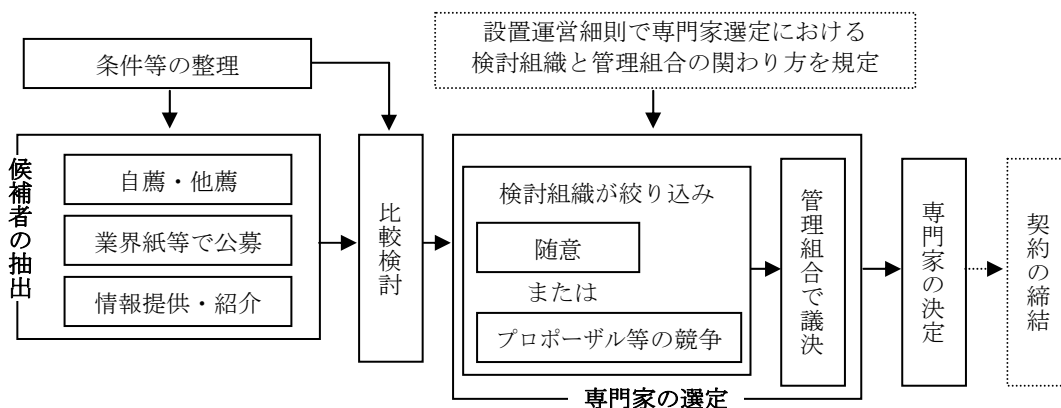 設置運営細則で専門家選定における
検討組織と管理組合の関わり方を規定
条件等の整理
候補者の抽出
自薦・他薦
業界紙等で公募
情報提供・紹介
比較検討
検討組織が絞り込み
随意
または
プロポーザル等の競争
管理組合で議決
専門家の選定
専門家の決定
契約の締結